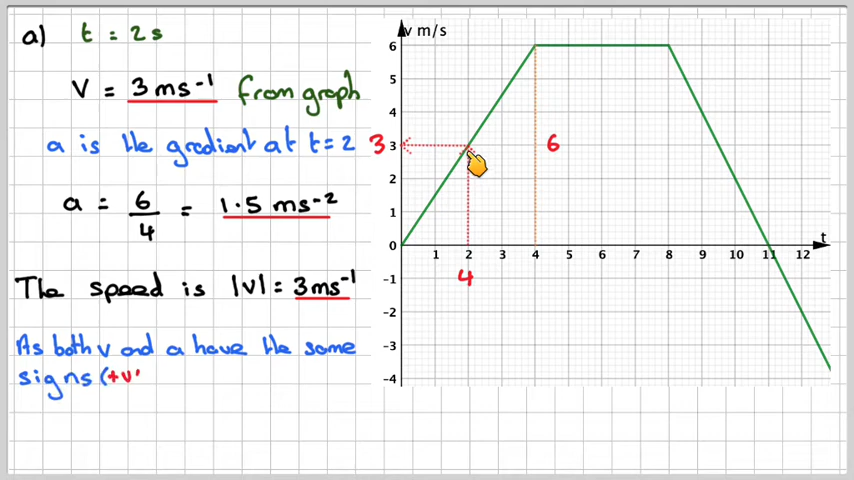 a) t = 2s
V = 3 ms⁻¹ from graph
a is the gradient at t = 2
a = 6/4 = 1.5 ms⁻²
The speed is |v| = 3ms⁻¹
As both v and a have the same
signs (+v'
v m/s
6
5
4
3 3
2
1
0
-1
-2
-3
-4
1 2 3 4 5 6 7 8 9 10 11 12
t
6
4